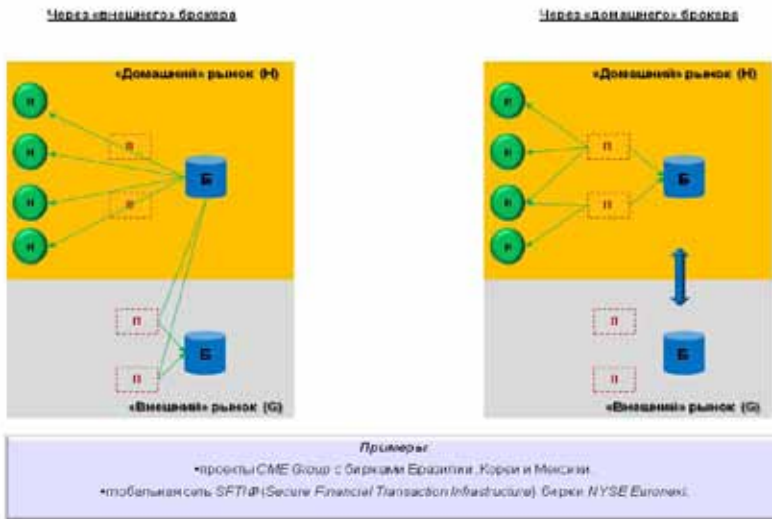 Через «внешнего» брокера
Через «домашнего» брокера
«Домашний» рынок (H)
И
И
И
И
П
П
Б
П
П
Б
«Внешний» рынок (G)
«Домашний» рынок (H)
И
И
И
И
П
П
Б
П
П
Б
«Внешний» рынок (G)
Примеры
•проекты CME Group с биржами Бразилии, Кореи и Мексики.
•глобальная сеть SFTI® (Secure Financial Transaction Infrastructure) биржи NYSE Euronext.